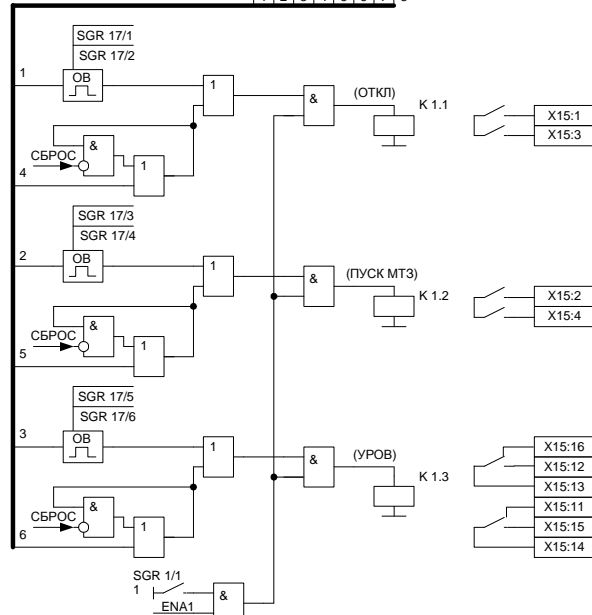 SGR 17/1
SGR 17/2
1
ОВ
1
&
(ОТКЛ)
К 1.1
X15:1
X15:3
&
СБРОС
1
4
SGR 17/3
SGR 17/4
2
ОВ
1
&
(ПУСК МТЗ)
К 1.2
X15:2
X15:4
&
СБРОС
1
5
SGR 17/5
SGR 17/6
3
ОВ
1
&
(УРОВ)
К 1.3
X15:16
X15:12
X15:13
X15:11
X15:15
X15:14
&
СБРОС
1
6
SGR 1/1
1
&
ENA1